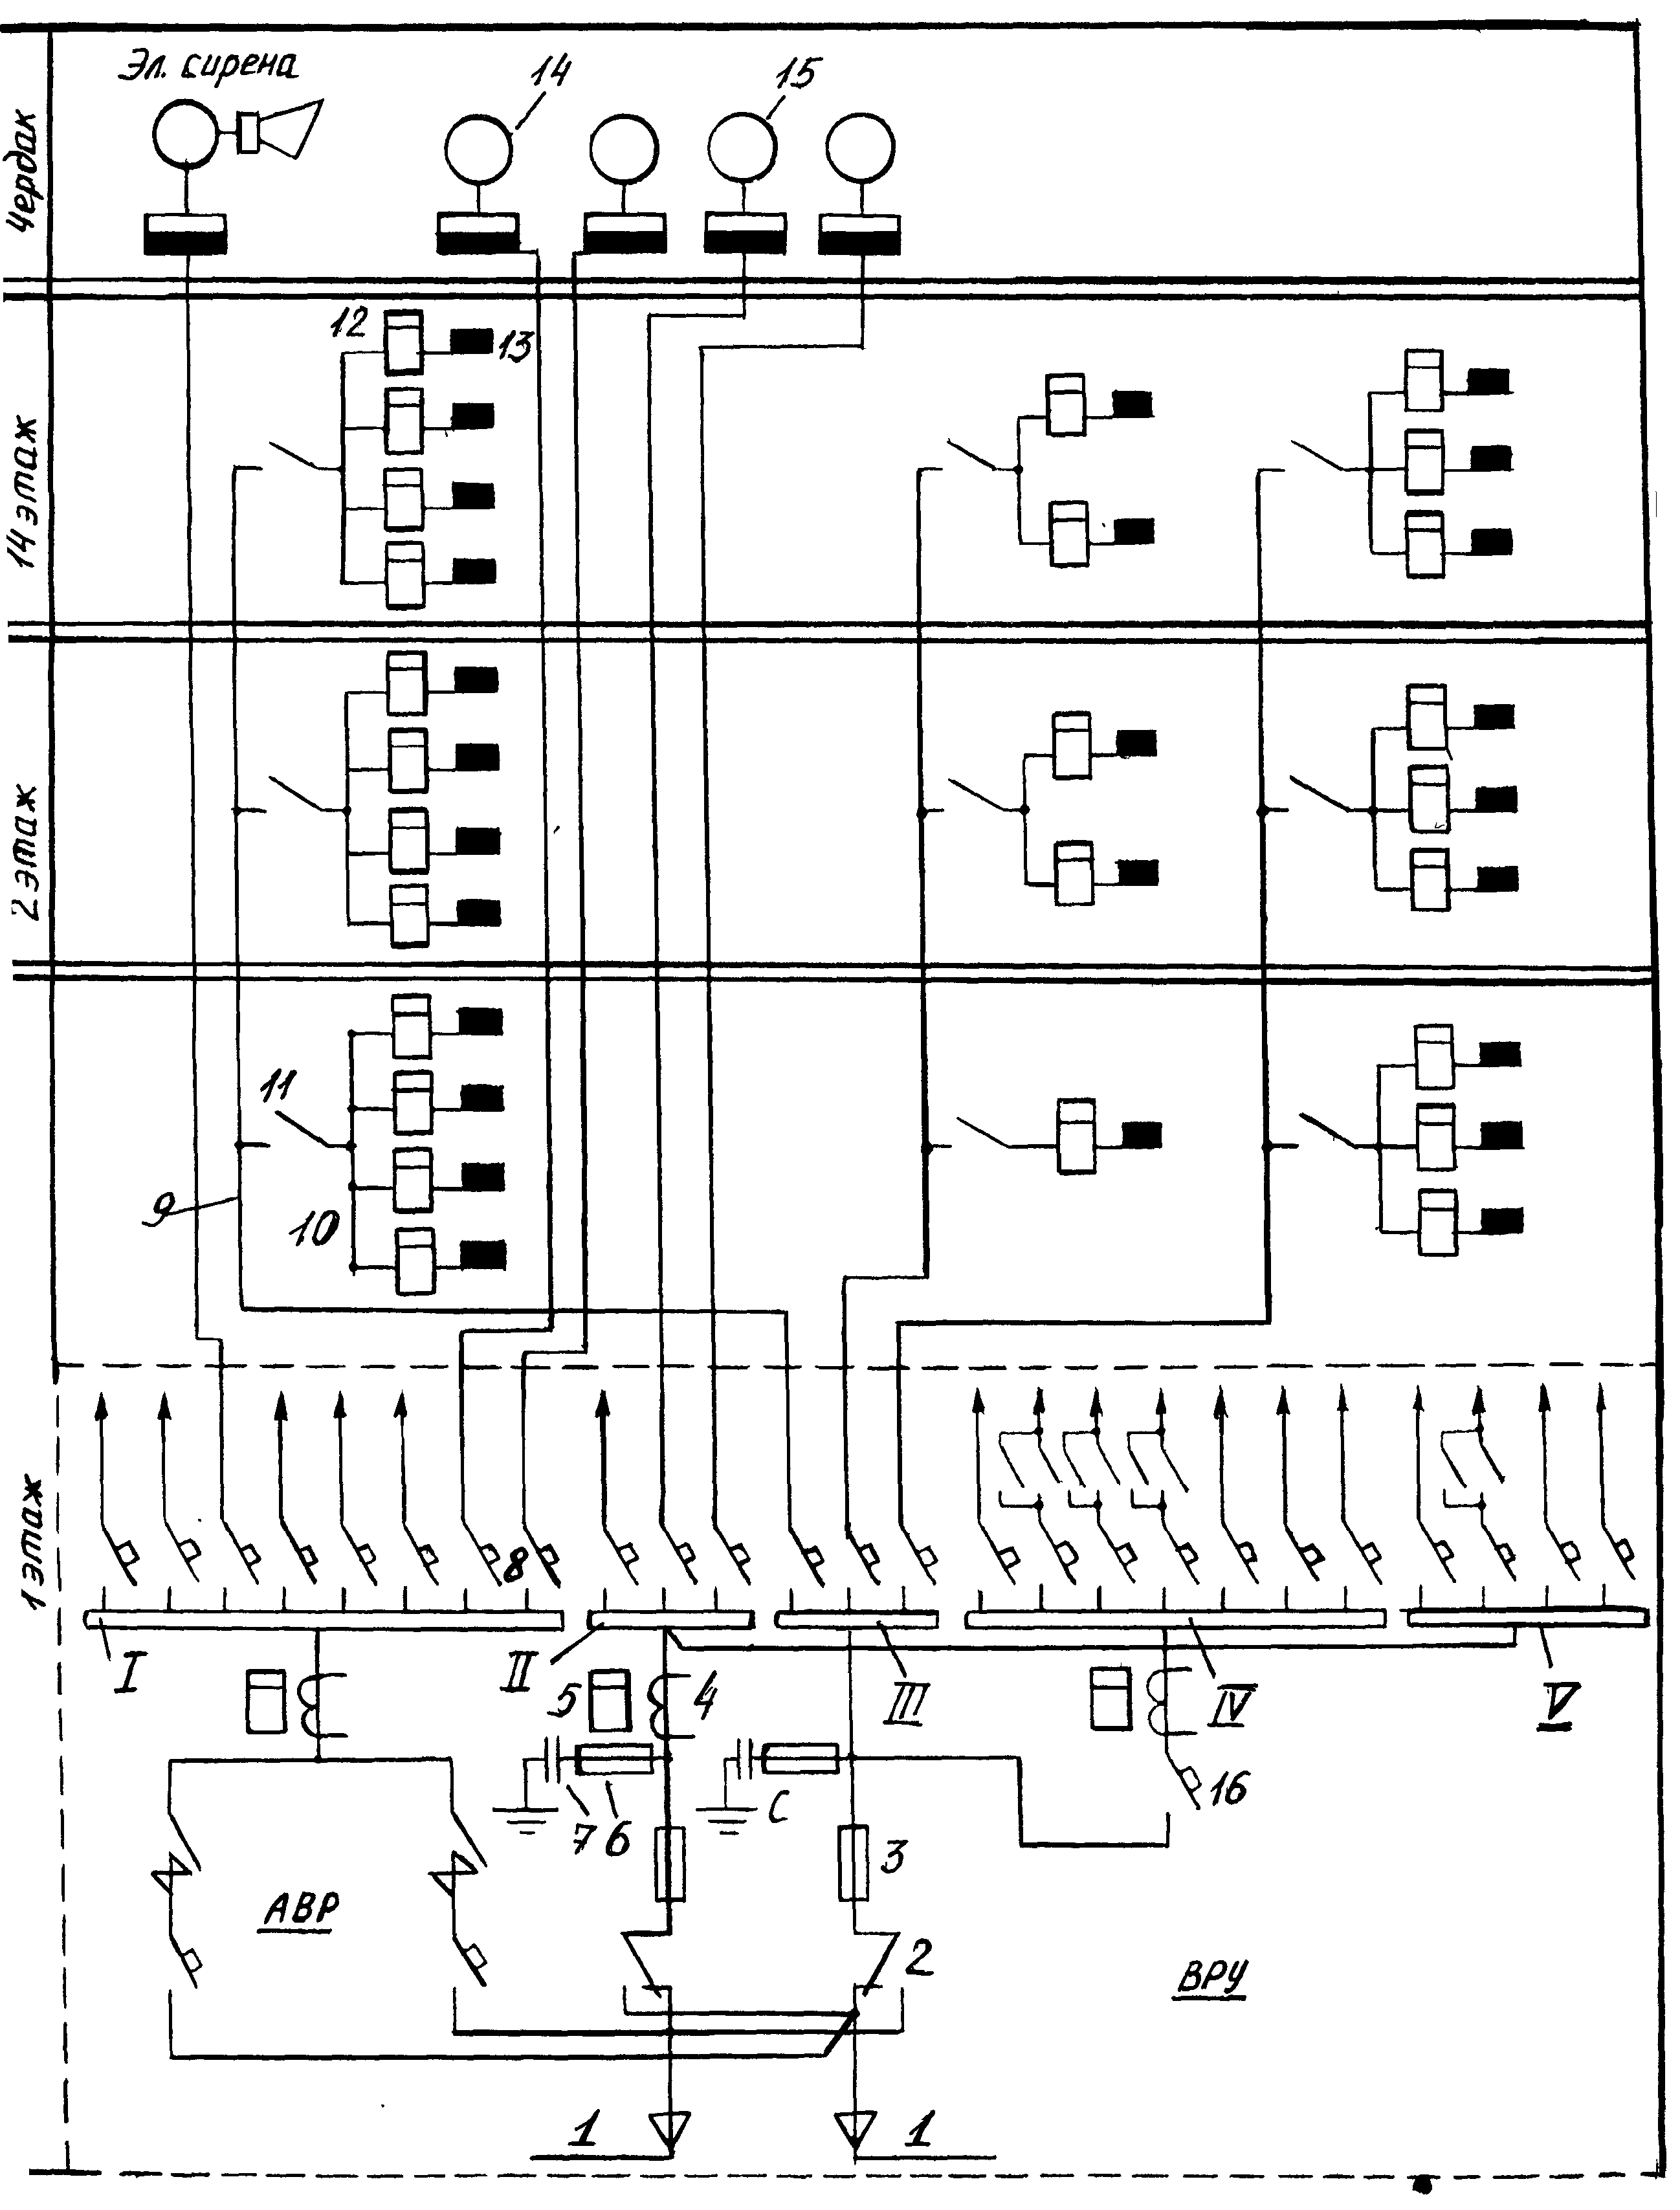 Эл. сирена
14
15
Чердак
12
13
14 этаж
2 этаж
11
9
10
1 этаж
8
I
II
III
IV
V
5
4
16
7
6
С
3
АВР
2
ВРУ
1
1